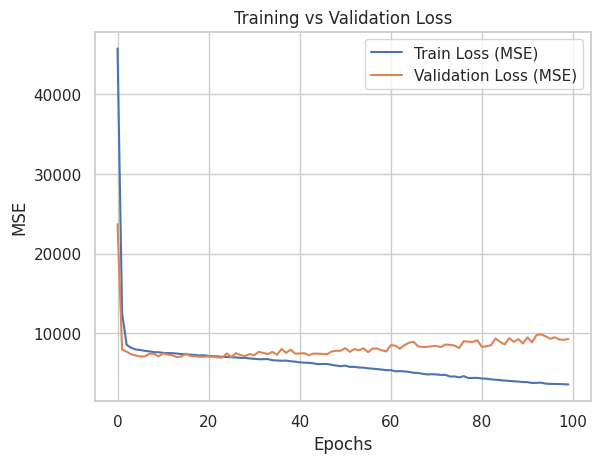 Training vs Validation Loss
Train Loss (MSE)
Validation Loss (MSE)
MSE
40000
30000
20000
10000
0
20
40
60
80
100
Epochs